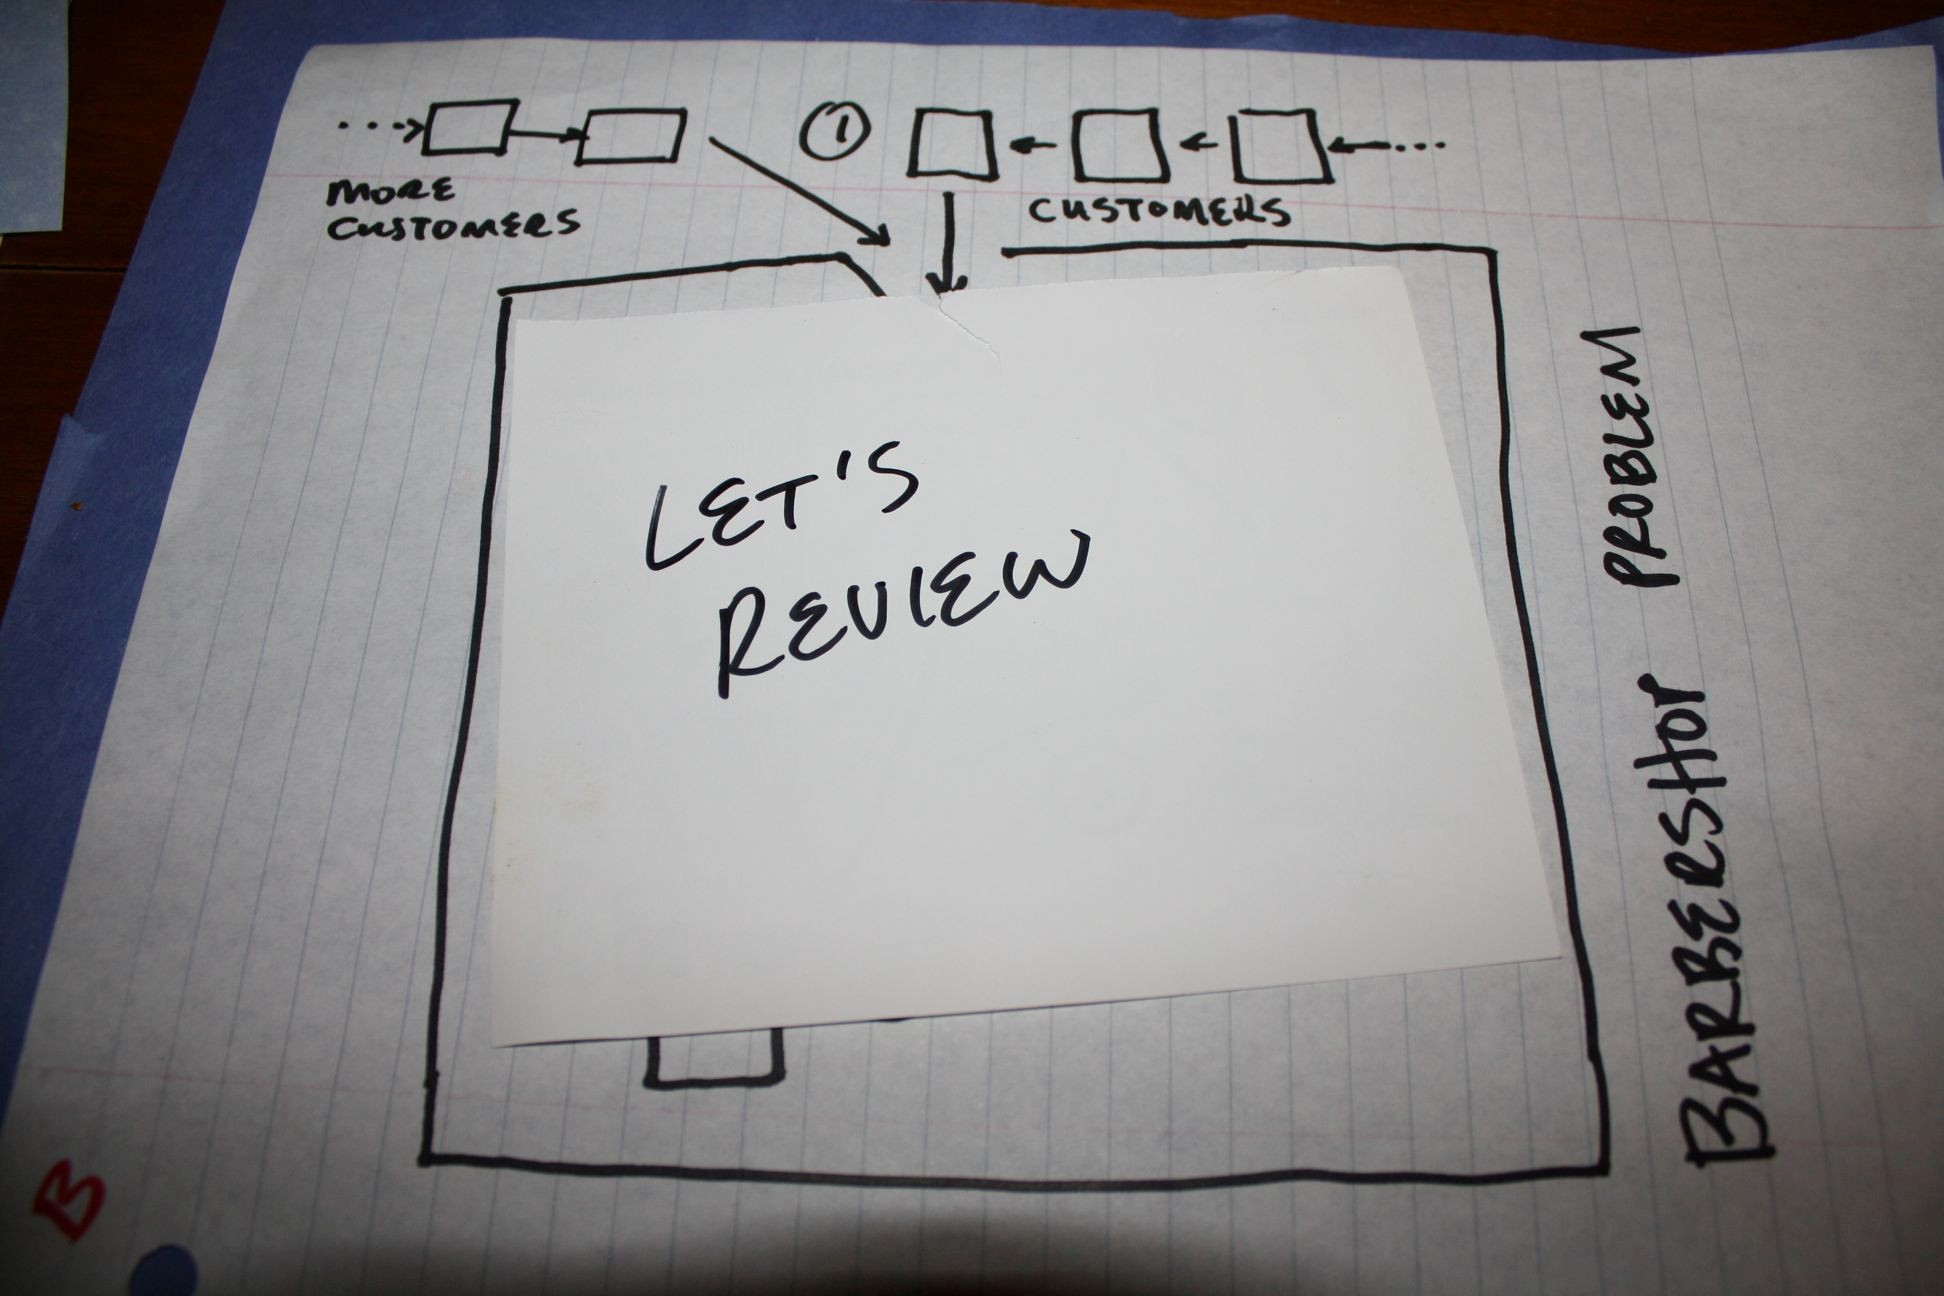 MORE
CUSTOMERS
1
CUSTOMERS
LET'S
REVIEW
BARBERSHOP PROBLEM
B